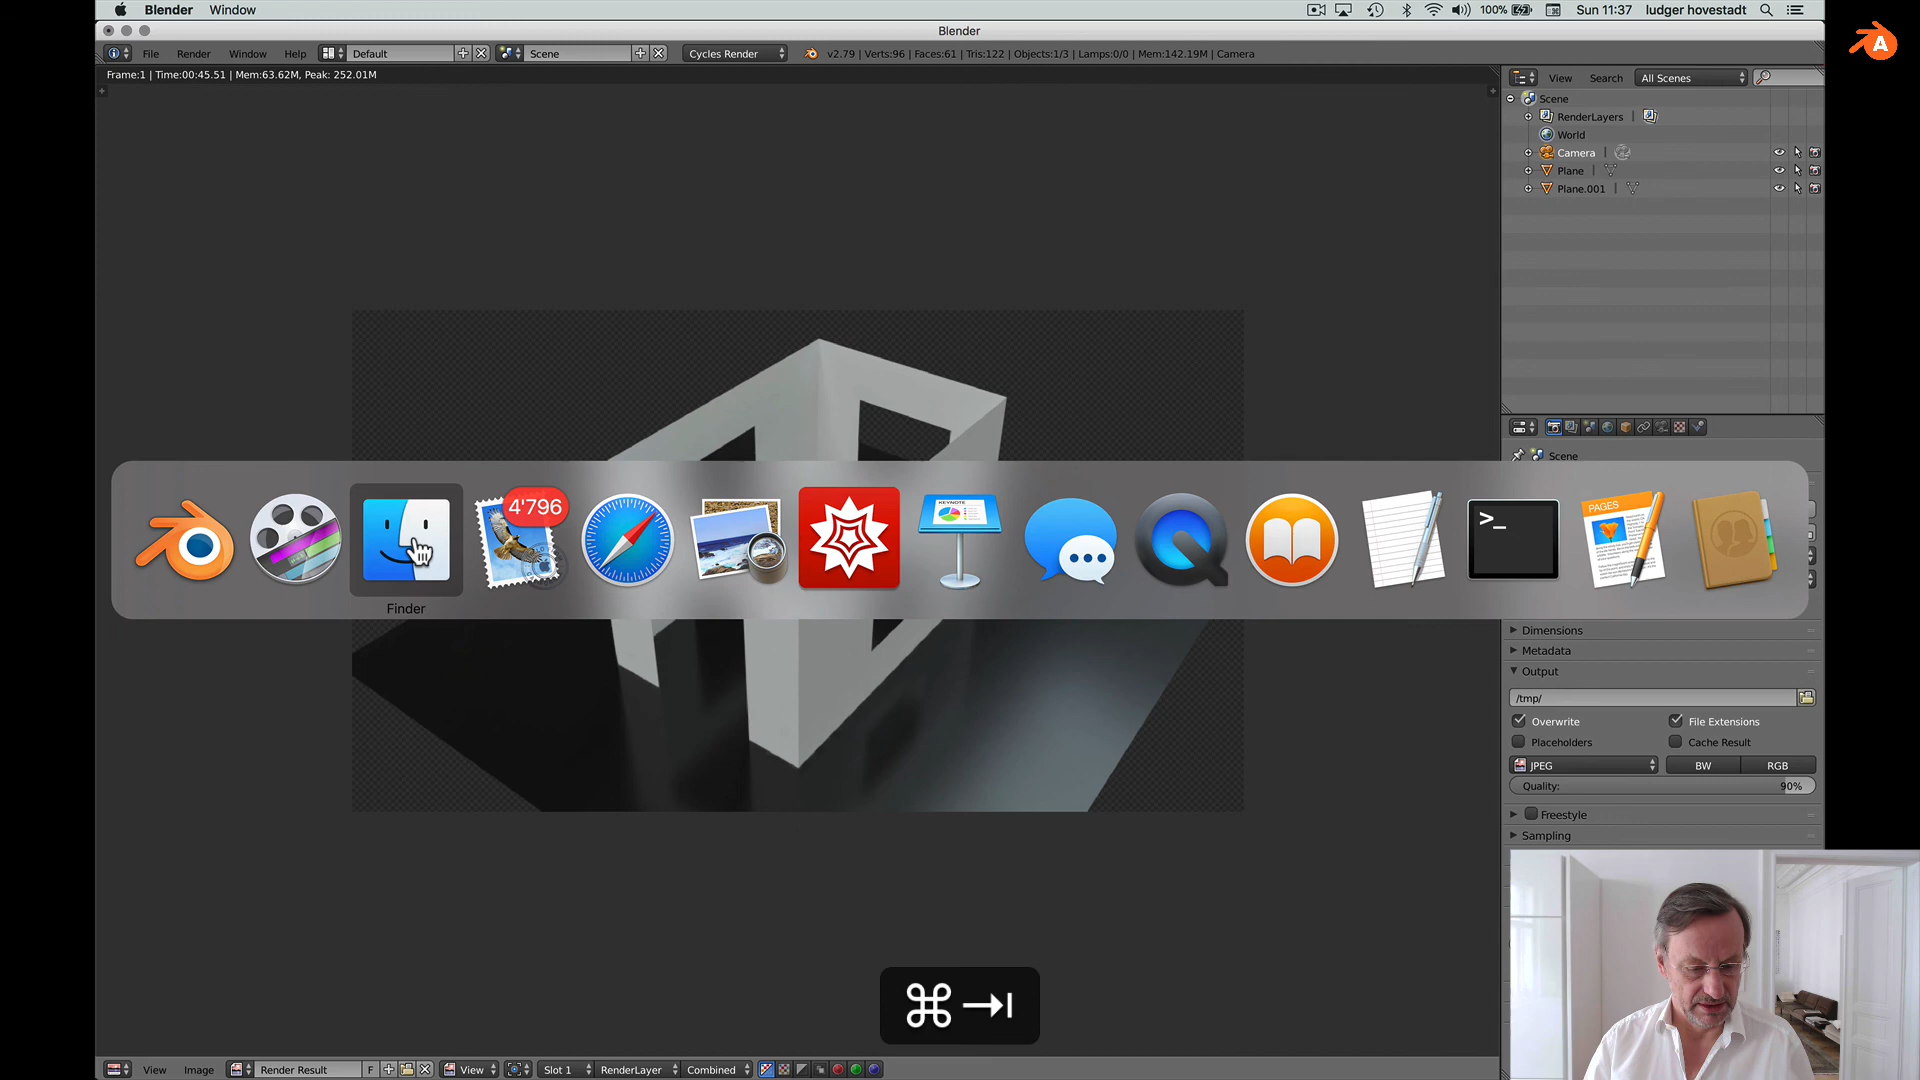 Blender Window 100% Sun 11:37 ludger hovestadt
Blender
File Render Window Help Default Scene Cycles Render v2.79 | Verts:96 | Faces:61 | Tris:122 | Objects:1/3 | Lamps:0/0 | Mem:142.19M | Camera
Frame:1 | Time:00:45.51 | Mem:63.62M, Peak: 252.01M
View Search All Scenes
Scene
RenderLayers
World
Camera
Plane
Plane.001
Scene
4'796
KEYNOTE
>_
PAGES
Finder
Dimensions
Metadata
Output
/tmp/
Overwrite File Extensions
Placeholders Cache Result
JPEG BW RGB
Quality: 90%
Freestyle
Sampling
View Image Render Result F View Slot 1 RenderLayer Combined
A